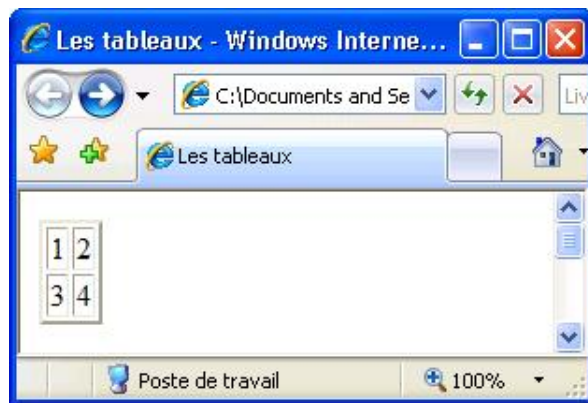 Les tableaux - Windows Interne...
C:\Documents and Se
Liv
Les tableaux
1 2
3 4
Poste de travail
100%